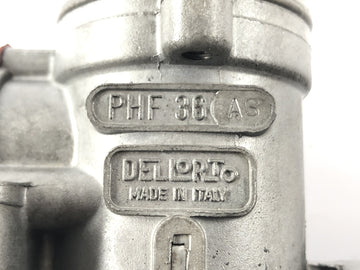 PHF 36 AS
DELLORTO
MADE IN ITALY